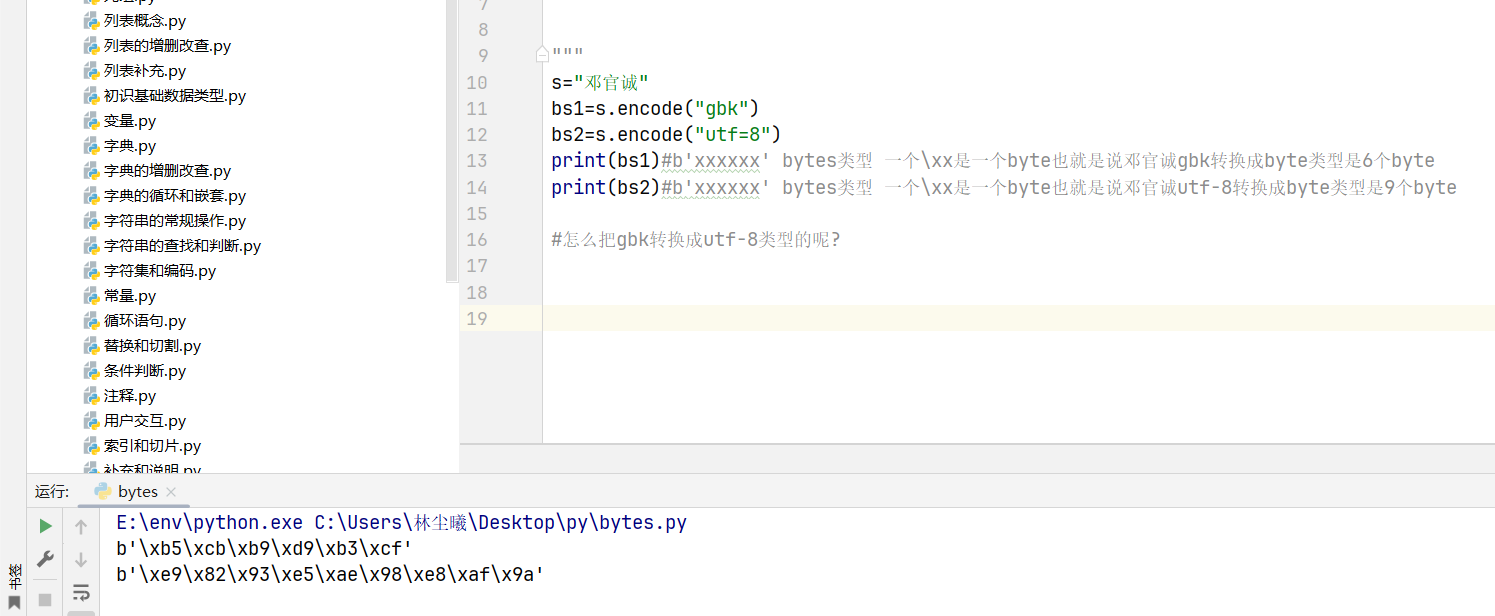 列表概念.py
列表的增删改查.py
列表补充.py
初识基础数据类型.py
变量.py
字典.py
字典的增删改查.py
字典的循环和嵌套.py
字符串的常规操作.py
字符串的查找和判断.py
字符集和编码.py
常量.py
循环语句.py
替换和切割.py
条件判断.py
注释.py
用户交互.py
索引和切片.py
补充和说明.py
7
8
9 """
10 s="邓官诚"
11 bs1=s.encode("gbk")
12 bs2=s.encode("utf=8")
13 print(bs1)#b'xxxxxx' bytes类型 一个\xx是一个byte也就是说邓官诚gbk转换成byte类型是6个byte
14 print(bs2)#b'xxxxxx' bytes类型 一个\xx是一个byte也就是说邓官诚utf-8转换成byte类型是9个byte
15
16 #怎么把gbk转换成utf-8类型的呢?
17
18
19
运行: bytes
E:\env\python.exe C:\Users\林尘曦\Desktop\py\bytes.py
b'\xb5\xcb\xb9\xd9\xb3\xcf'
b'\xe9\x82\x93\xe5\xae\x98\xe8\xaf\x9a'
书签